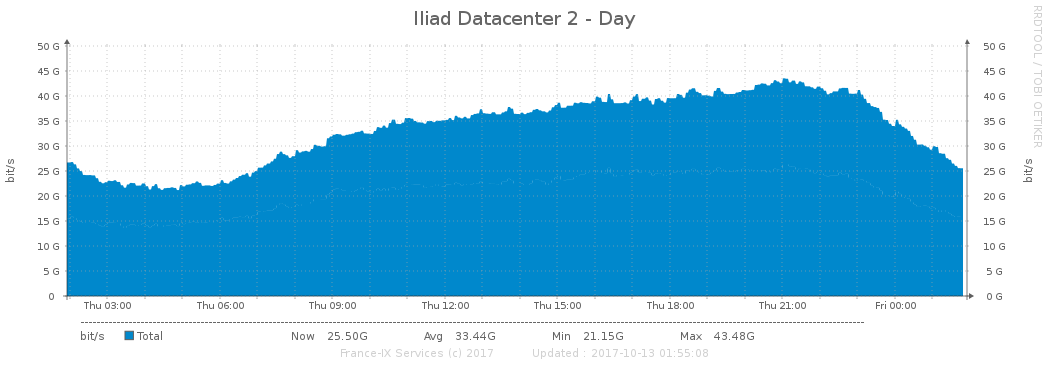 Iliad Datacenter 2 - Day
RRDTOOL / TOBI OETIKER
bit/s
bit/s
50 G 50 G
45 G 45 G
40 G 40 G
35 G 35 G
30 G 30 G
25 G 25 G
20 G 20 G
15 G 15 G
10 G 10 G
5 G 5 G
0 0 G
Thu 03:00 Thu 06:00 Thu 09:00 Thu 12:00 Thu 15:00 Thu 18:00 Thu 21:00 Fri 00:00
bit/s Total Now 25.50G Avg 33.44G Min 21.15G Max 43.48G
France-IX Services (c) 2017 Updated : 2017-10-13 01:55:08